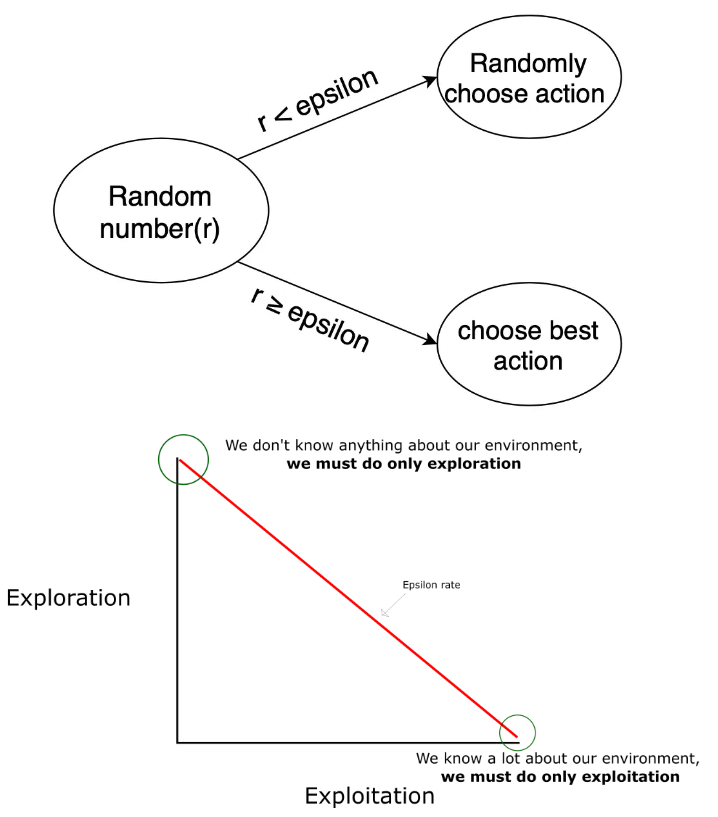 Randomly
choose action
r < epsilon
Random
number(r)
r ≥ epsilon
choose best
action
We don't know anything about our environment,
we must do only exploration
Epsilon rate
Exploration
We know a lot about our environment,
we must do only exploitation
Exploitation